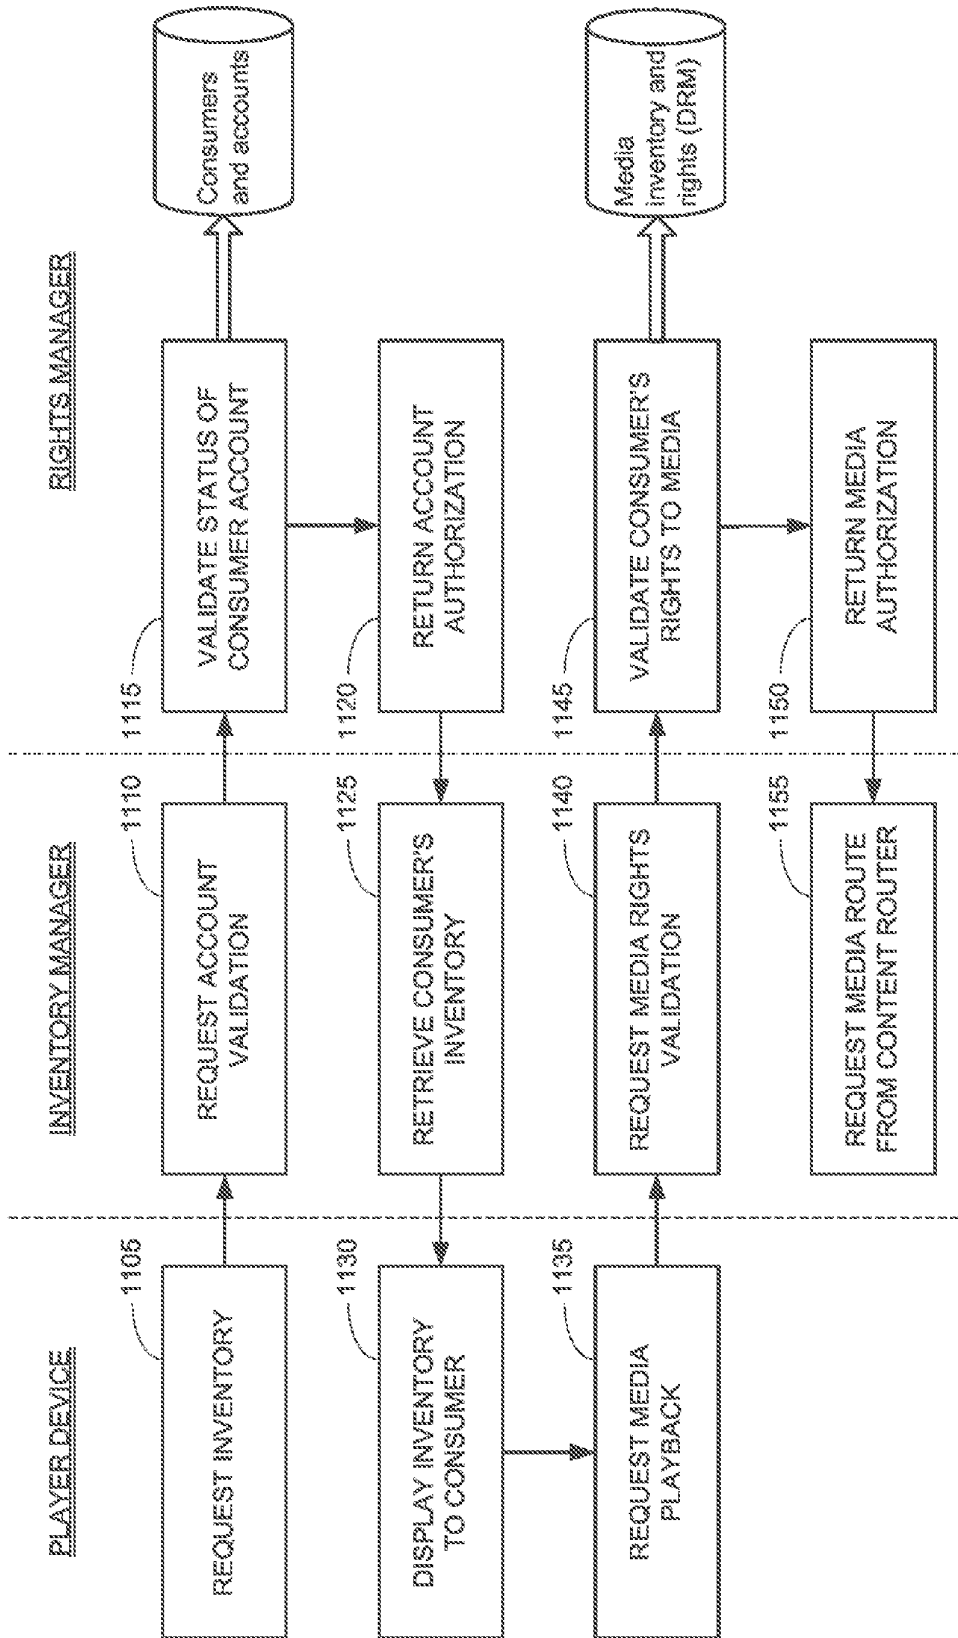 PLAYER DEVICE
INVENTORY MANAGER
RIGHTS MANAGER
1105
REQUEST INVENTORY
1110
REQUEST ACCOUNT
VALIDATION
1115
VALIDATE STATUS OF
CONSUMER ACCOUNT
Consumers
and accounts
1130
DISPLAY INVENTORY
TO CONSUMER
1125
RETRIEVE CONSUMER'S
INVENTORY
1120
RETURN ACCOUNT
AUTHORIZATION
1135
REQUEST MEDIA
PLAYBACK
1140
REQUEST MEDIA RIGHTS
VALIDATION
1145
VALIDATE CONSUMER'S
RIGHTS TO MEDIA
Media
inventory and
rights (DRM)
1155
REQUEST MEDIA ROUTE
FROM CONTENT ROUTER
1150
RETURN MEDIA
AUTHORIZATION